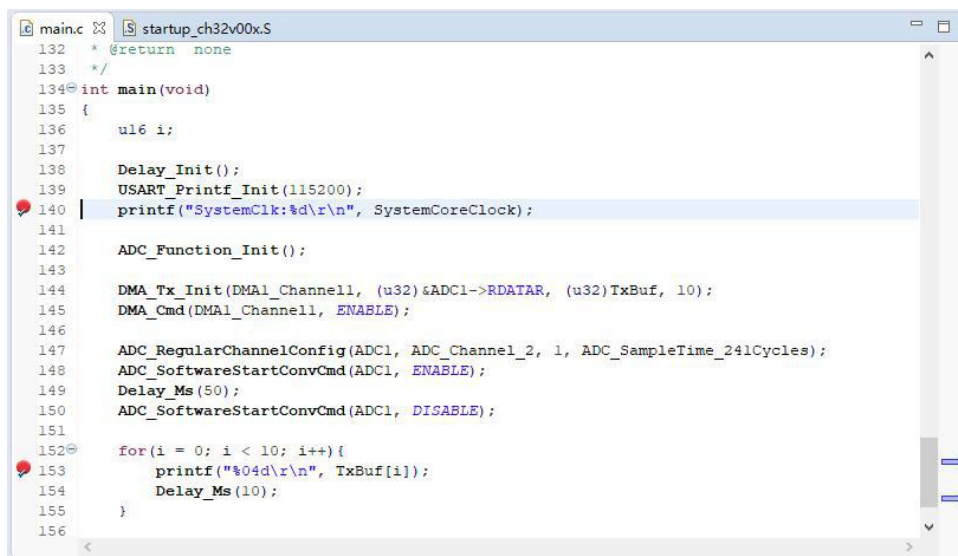 main.c startup_ch32v00x.S
132 * @return none
133 */
134 int main(void)
135 {
136 u16 i;
137
138 Delay_Init();
139 USART_Printf_Init(115200);
140 printf("SystemClk:%d\r\n", SystemCoreClock);
141
142 ADC_Function_Init();
143
144 DMA_Tx_Init(DMA1_Channel1, (u32)&ADC1->RDATAR, (u32)TxBuf, 10);
145 DMA_Cmd(DMA1_Channel1, ENABLE);
146
147 ADC_RegularChannelConfig(ADC1, ADC_Channel_2, 1, ADC_SampleTime_241Cycles);
148 ADC_SoftwareStartConvCmd(ADC1, ENABLE);
149 Delay_Ms(50);
150 ADC_SoftwareStartConvCmd(ADC1, DISABLE);
151
152 for(i = 0; i < 10; i++){
153 printf("%04d\r\n", TxBuf[i]);
154 Delay_Ms(10);
155 }
156